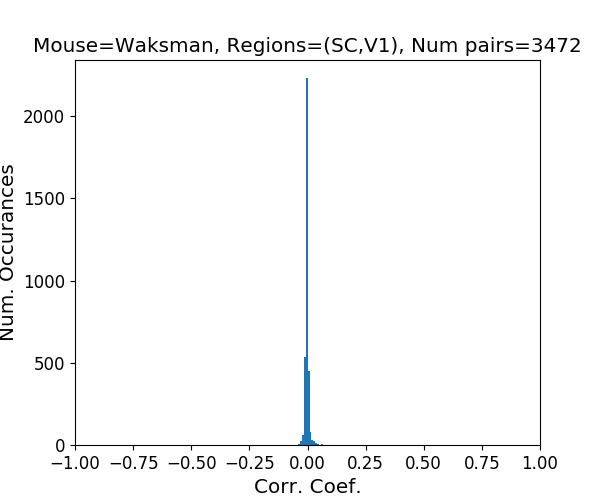 Mouse=Waksman, Regions=(SC,V1), Num pairs=3472
Num. Occurances
2000
1500
1000
500
0
−1.00 −0.75 −0.50 −0.25 0.00 0.25 0.50 0.75 1.00
Corr. Coef.